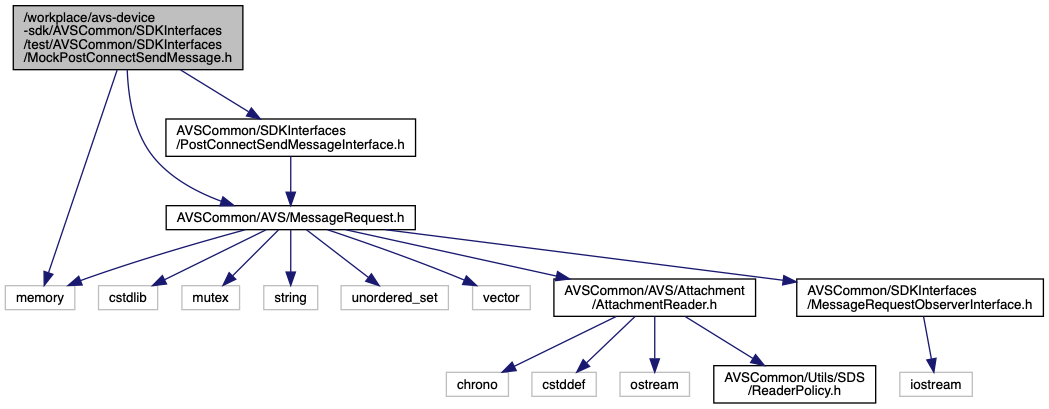 /workplace/avs-device
-sdk/AVSCommon/SDKInterfaces
/test/AVSCommon/SDKInterfaces
/MockPostConnectSendMessage.h
AVSCommon/SDKInterfaces
/PostConnectSendMessageInterface.h
AVSCommon/AVS/MessageRequest.h
memory
cstdlib
mutex
string
unordered_set
vector
AVSCommon/AVS/Attachment
/AttachmentReader.h
AVSCommon/SDKInterfaces
/MessageRequestObserverInterface.h
chrono
cstddef
ostream
AVSCommon/Utils/SDS
/ReaderPolicy.h
iostream